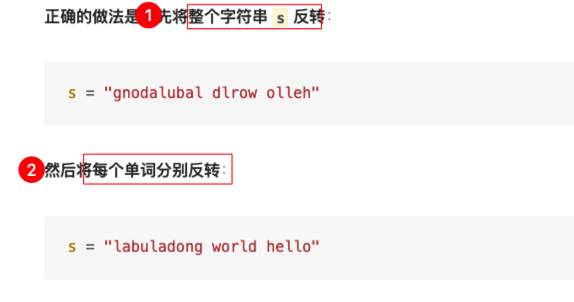 正确的做法是 1 先将整个字符串 s 反转:
s = "gnodalubal dlrow olleh"
2 然后将每个单词分别反转:
s = "labuladong world hello"